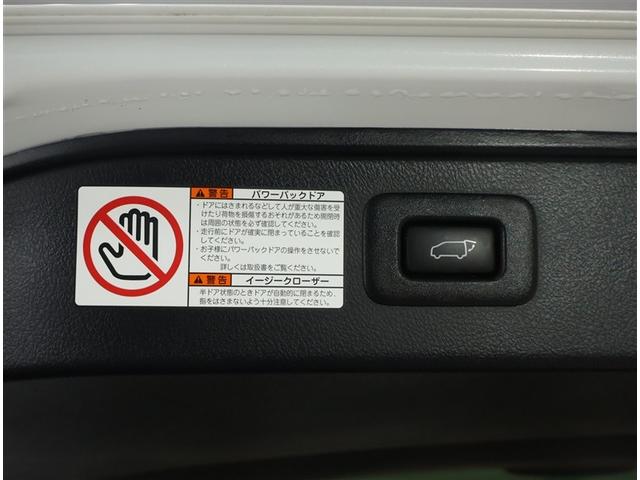 警告 パワーバックドア
・ドアにはさまれるなどして人が重大な傷害を受
けたり荷物を損傷するおそれがあるため開閉時
は周囲の状態を必ず確認してください。
・走行前にドアが確実に閉まっていることを確認
してください。
・お子様にパワーバックドアの操作をさせないで
ください。
詳しくは取扱書をご覧ください。
警告 イージークローザー
半ドア状態のときドアが自動的に閉まるため、
指をはさまないよう十分注意してください。